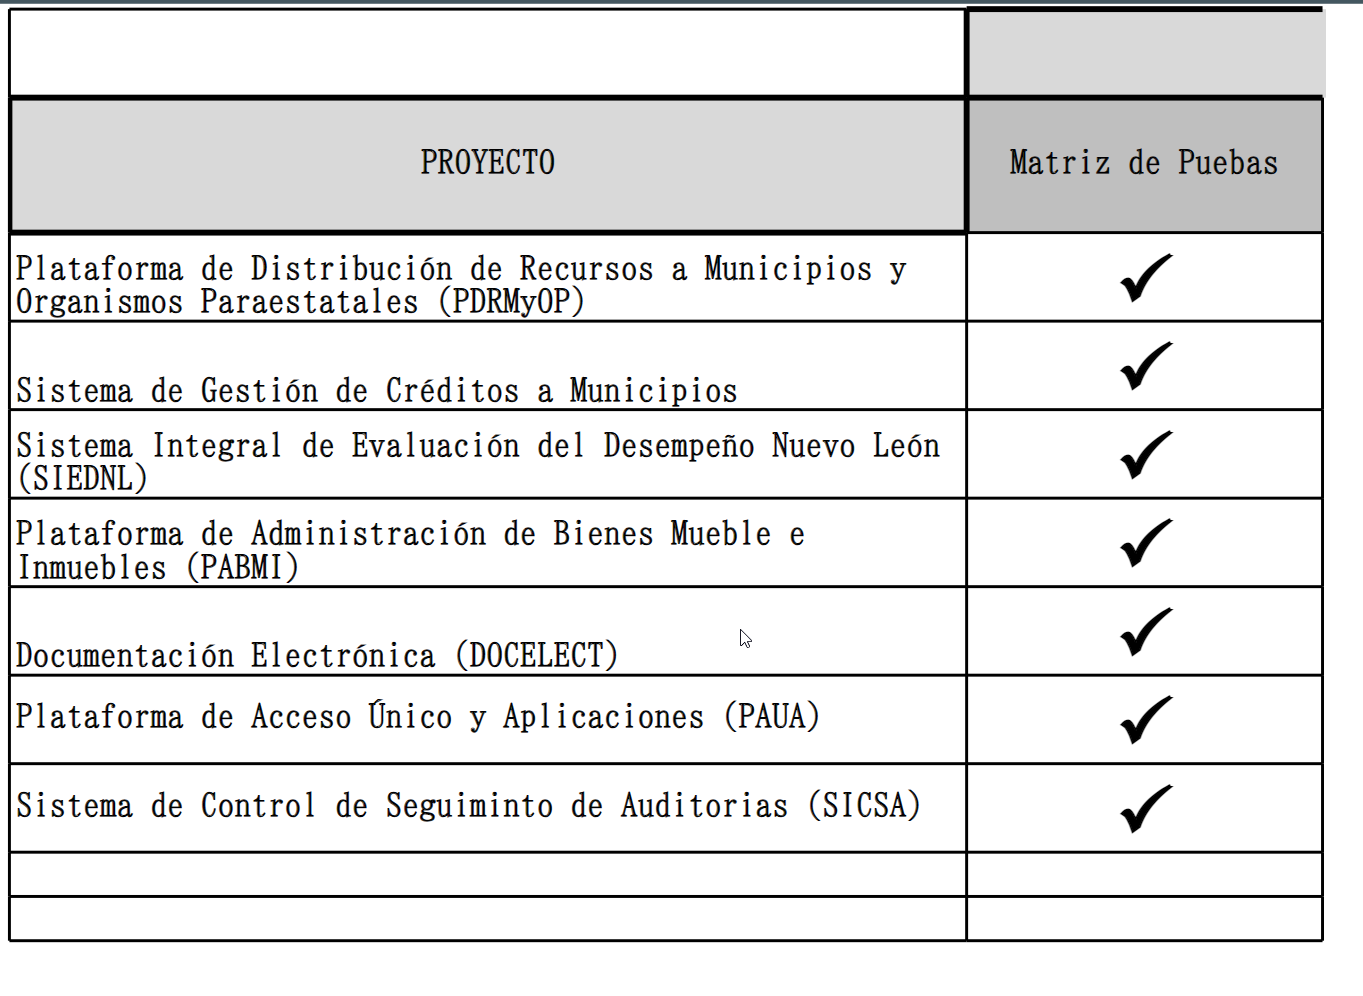 PROYECTO
Matriz de Puebas
Plataforma de Distribución de Recursos a Municipios y
Organismos Paraestatales (PDRMyOP)
✓
Sistema de Gestión de Créditos a Municipios
✓
Sistema Integral de Evaluación del Desempeño Nuevo León
(SIEDNL)
✓
Plataforma de Administración de Bienes Mueble e
Inmuebles (PABMI)
✓
Documentación Electrónica (DOCELECT)
✓
Plataforma de Acceso Único y Aplicaciones (PAUA)
✓
Sistema de Control de Seguiminto de Auditorias (SICSA)
✓